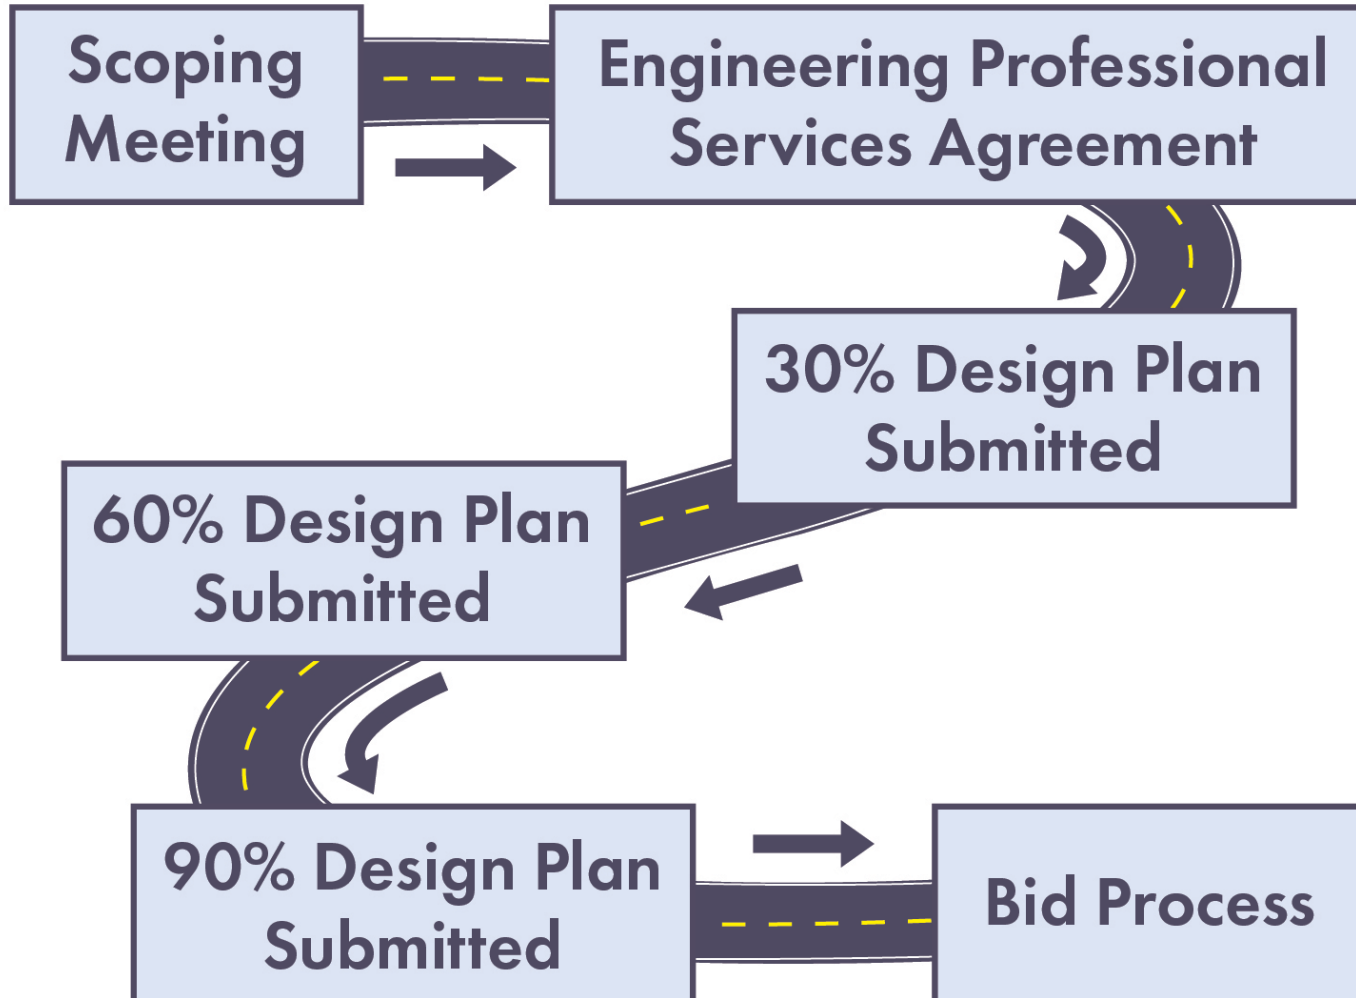 Scoping
Meeting
Engineering Professional
Services Agreement
30% Design Plan
Submitted
60% Design Plan
Submitted
90% Design Plan
Submitted
Bid Process